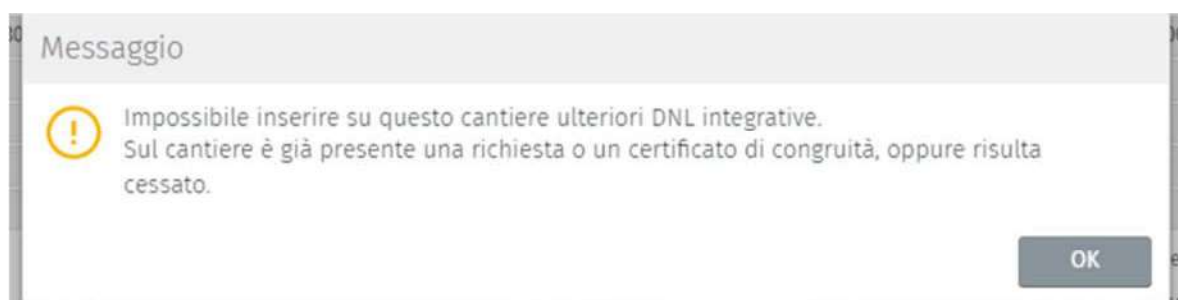 Messaggio
Impossibile inserire su questo cantiere ulteriori DNL integrative.
Sul cantiere è già presente una richiesta o un certificato di congruità, oppure risulta
cessato.
OK